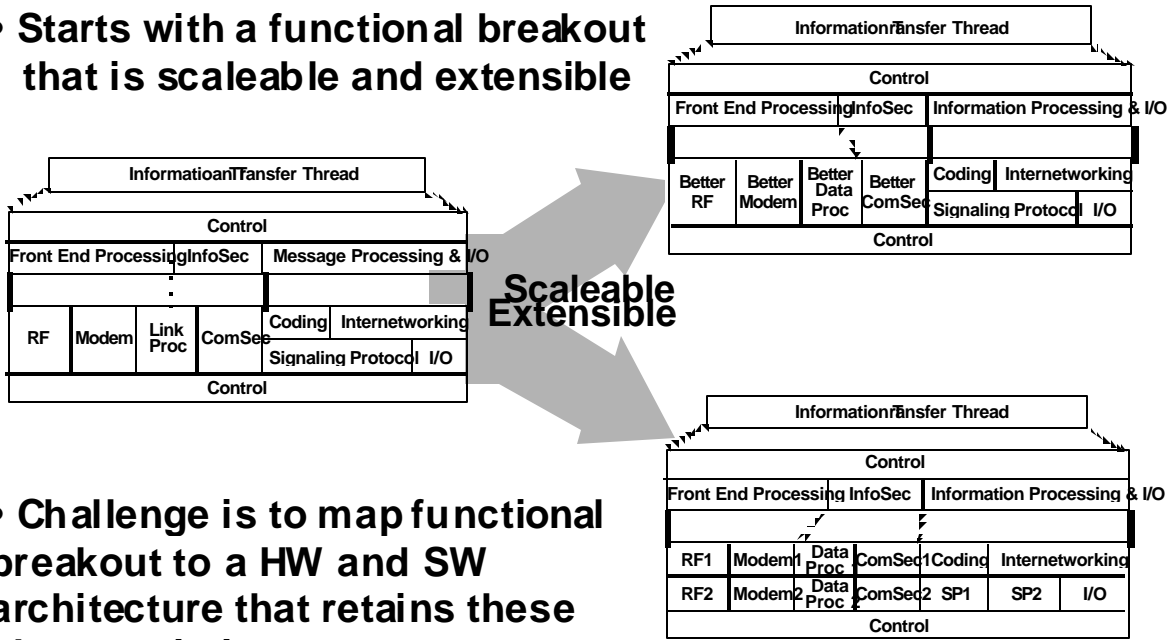 • Starts with a functional breakout
that is scaleable and extensible
Information Transfer Thread
Control
Front End Processing InfoSec Message Processing & I/O
RF Modem Link Proc ComSec Coding Internetworking
Signaling Protocol I/O
Control
Scaleable
Extensible
Information Transfer Thread
Control
Front End Processing InfoSec Information Processing & I/O
Better RF Better Modem Better Data Proc Better ComSec Coding Internetworking
Signaling Protocol I/O
Control
Information Transfer Thread
Control
Front End Processing InfoSec Information Processing & I/O
RF1 Modem1 Data Proc ComSec1 Coding Internetworking
RF2 Modem2 Data Proc 2 ComSec2 SP1 SP2 I/O
Control
• Challenge is to map functional
breakout to a HW and SW
architecture that retains these